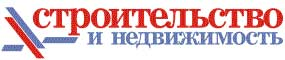 строительство
и недвижимость